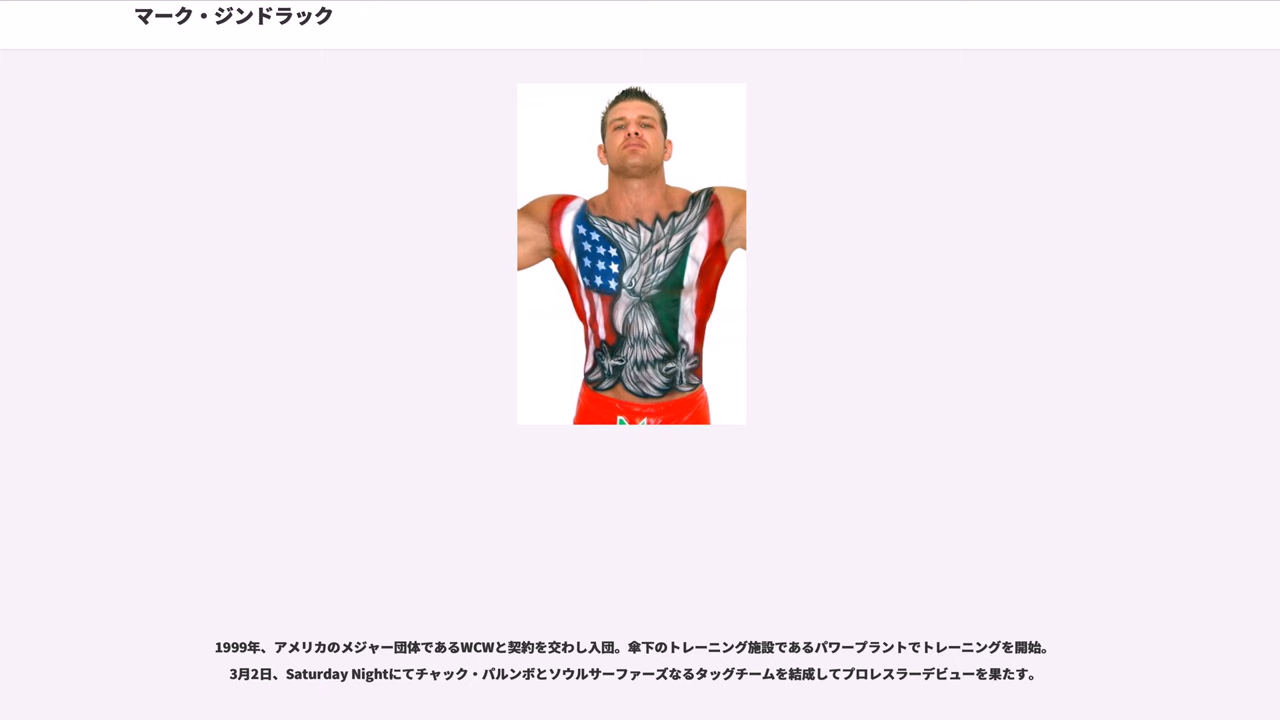 マーク・ジンドラック
1999年、アメリカのメジャー団体であるWCWと契約を交わし入団。傘下のトレーニング施設であるパワープラントでトレーニングを開始。
3月2日、Saturday Nightにてチャック・パルンボとソウルサーファーズなるタッグチームを結成してプロレスラーデビューを果たす。